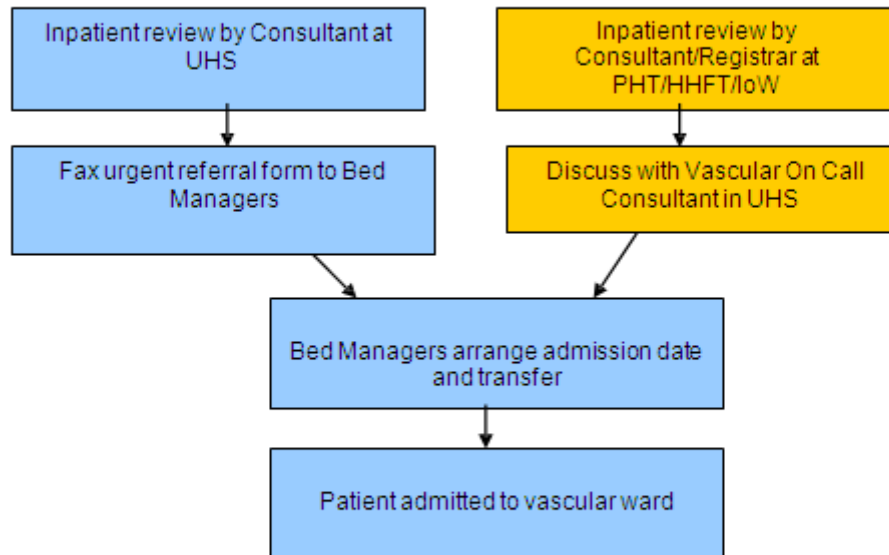 Inpatient review by Consultant at
UHS
Inpatient review by
Consultant/Registrar at
PHT/HHFT/IoW
Fax urgent referral form to Bed
Managers
Discuss with Vascular On Call
Consultant in UHS
Bed Managers arrange admission date
and transfer
Patient admitted to vascular ward